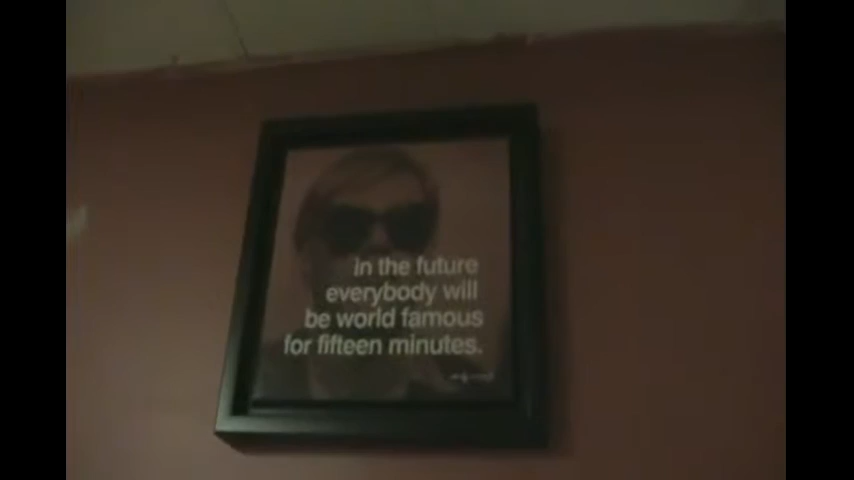 in the future
everybody will
be world famous
for fifteen minutes.